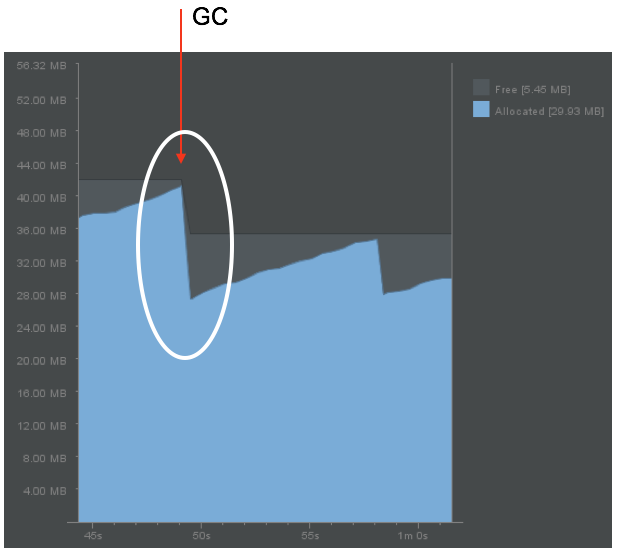 GC
56.32 MB
52.00 MB
48.00 MB
44.00 MB
40.00 MB
36.00 MB
32.00 MB
28.00 MB
24.00 MB
20.00 MB
16.00 MB
12.00 MB
8.00 MB
4.00 MB
Free [5.45 MB]
Allocated [29.93 MB]
45s
50s
55s
1m 0s